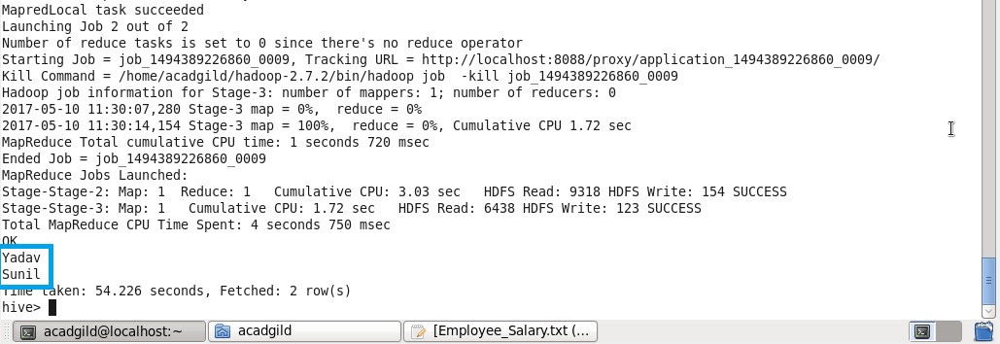 MapredLocal task succeeded
Launching Job 2 out of 2
Number of reduce tasks is set to 0 since there's no reduce operator
Starting Job = job_1494389226860_0009, Tracking URL = http://localhost:8088/proxy/application_1494389226860_0009/
Kill Command = /home/acadgild/hadoop-2.7.2/bin/hadoop job  -kill job_1494389226860_0009
Hadoop job information for Stage-3: number of mappers: 1; number of reducers: 0
2017-05-10 11:30:07,280 Stage-3 map = 0%,  reduce = 0%
2017-05-10 11:30:14,154 Stage-3 map = 100%,  reduce = 0%, Cumulative CPU 1.72 sec
MapReduce Total cumulative CPU time: 1 seconds 720 msec
Ended Job = job_1494389226860_0009
MapReduce Jobs Launched:
Stage-Stage-2: Map: 1  Reduce: 1   Cumulative CPU: 3.03 sec   HDFS Read: 9318 HDFS Write: 154 SUCCESS
Stage-Stage-3: Map: 1   Cumulative CPU: 1.72 sec   HDFS Read: 6438 HDFS Write: 123 SUCCESS
Total MapReduce CPU Time Spent: 4 seconds 750 msec
OK
Yadav
Sunil
Time taken: 54.226 seconds, Fetched: 2 row(s)
hive>
acadgild@localhost:~
acadgild
[Employee_Salary.txt (...